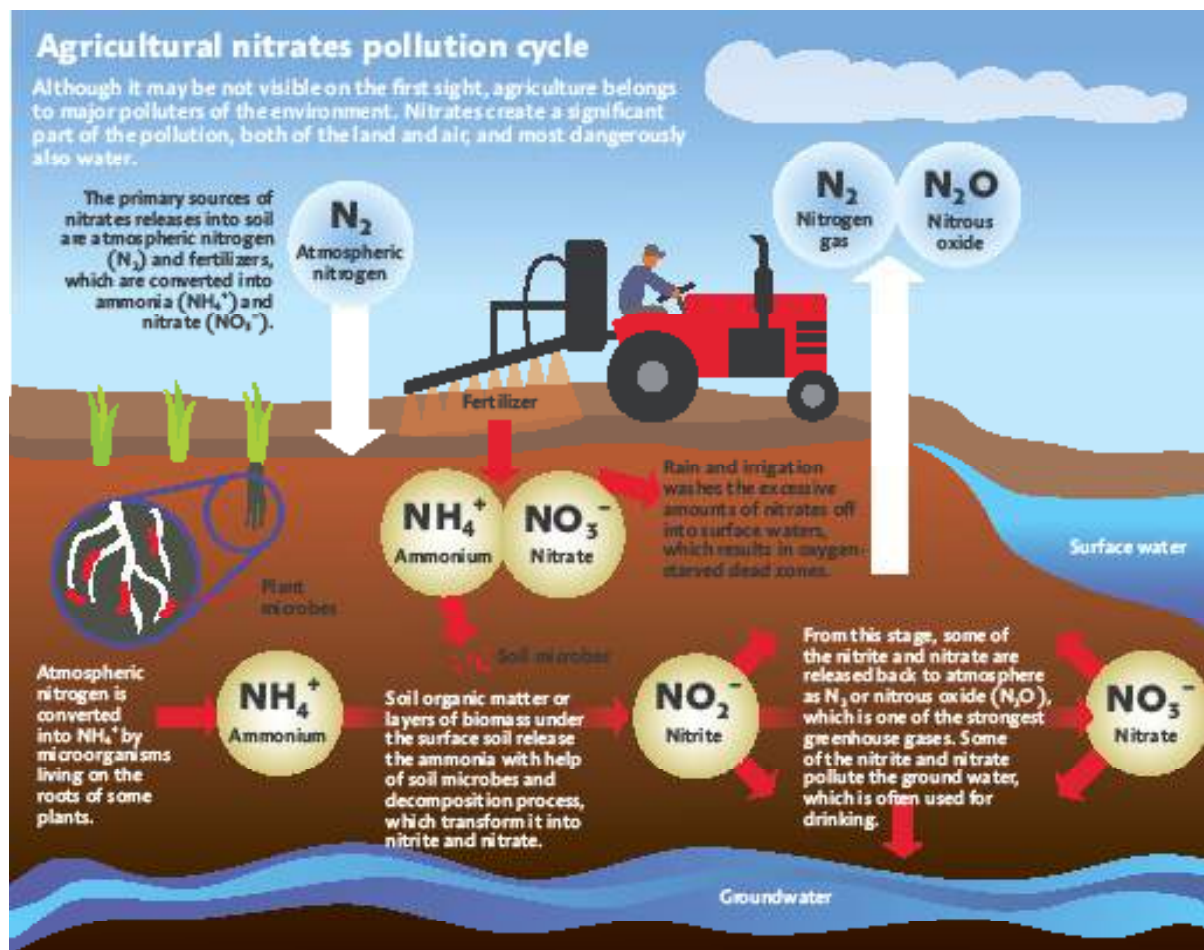 Agricultural nitrates pollution cycle
Although it may be not visible on the first sight, agriculture belongs
to major polluters of the environment. Nitrates create a significant
part of the pollution, both of the land and air, and most dangerously
also water.
The primary sources of
nitrates releases into soil
are atmospheric nitrogen
(N₂) and fertilizers,
which are converted into
ammonia (NH₄⁺) and
nitrate (NO₃⁻).
N₂
Atmospheric
nitrogen
N₂
Nitrogen
gas
N₂O
Nitrous
oxide
Fertilizer
NH₄⁺
Ammonium
NO₃⁻
Nitrate
Rain and irrigation
washes the excessive
amounts of nitrates off
into surface waters,
which results in oxygen-
starved dead zones.
Surface water
Plant
microbes
Soil microbes
Atmospheric
nitrogen is
converted
into NH₄⁺ by
microorganisms
living on the
roots of some
plants.
NH₄⁺
Ammonium
Soil organic matter or
layers of biomass under
the surface soil release
the ammonia with help
of soil microbes and
decomposition process,
which transform it into
nitrite and nitrate.
NO₂⁻
Nitrite
From this stage, some of
the nitrite and nitrate are
released back to atmosphere
as N₂ or nitrous oxide (N₂O),
which is one of the strongest
greenhouse gases. Some
of the nitrite and nitrate
pollute the ground water,
which is often used for
drinking.
NO₃⁻
Nitrate
Groundwater